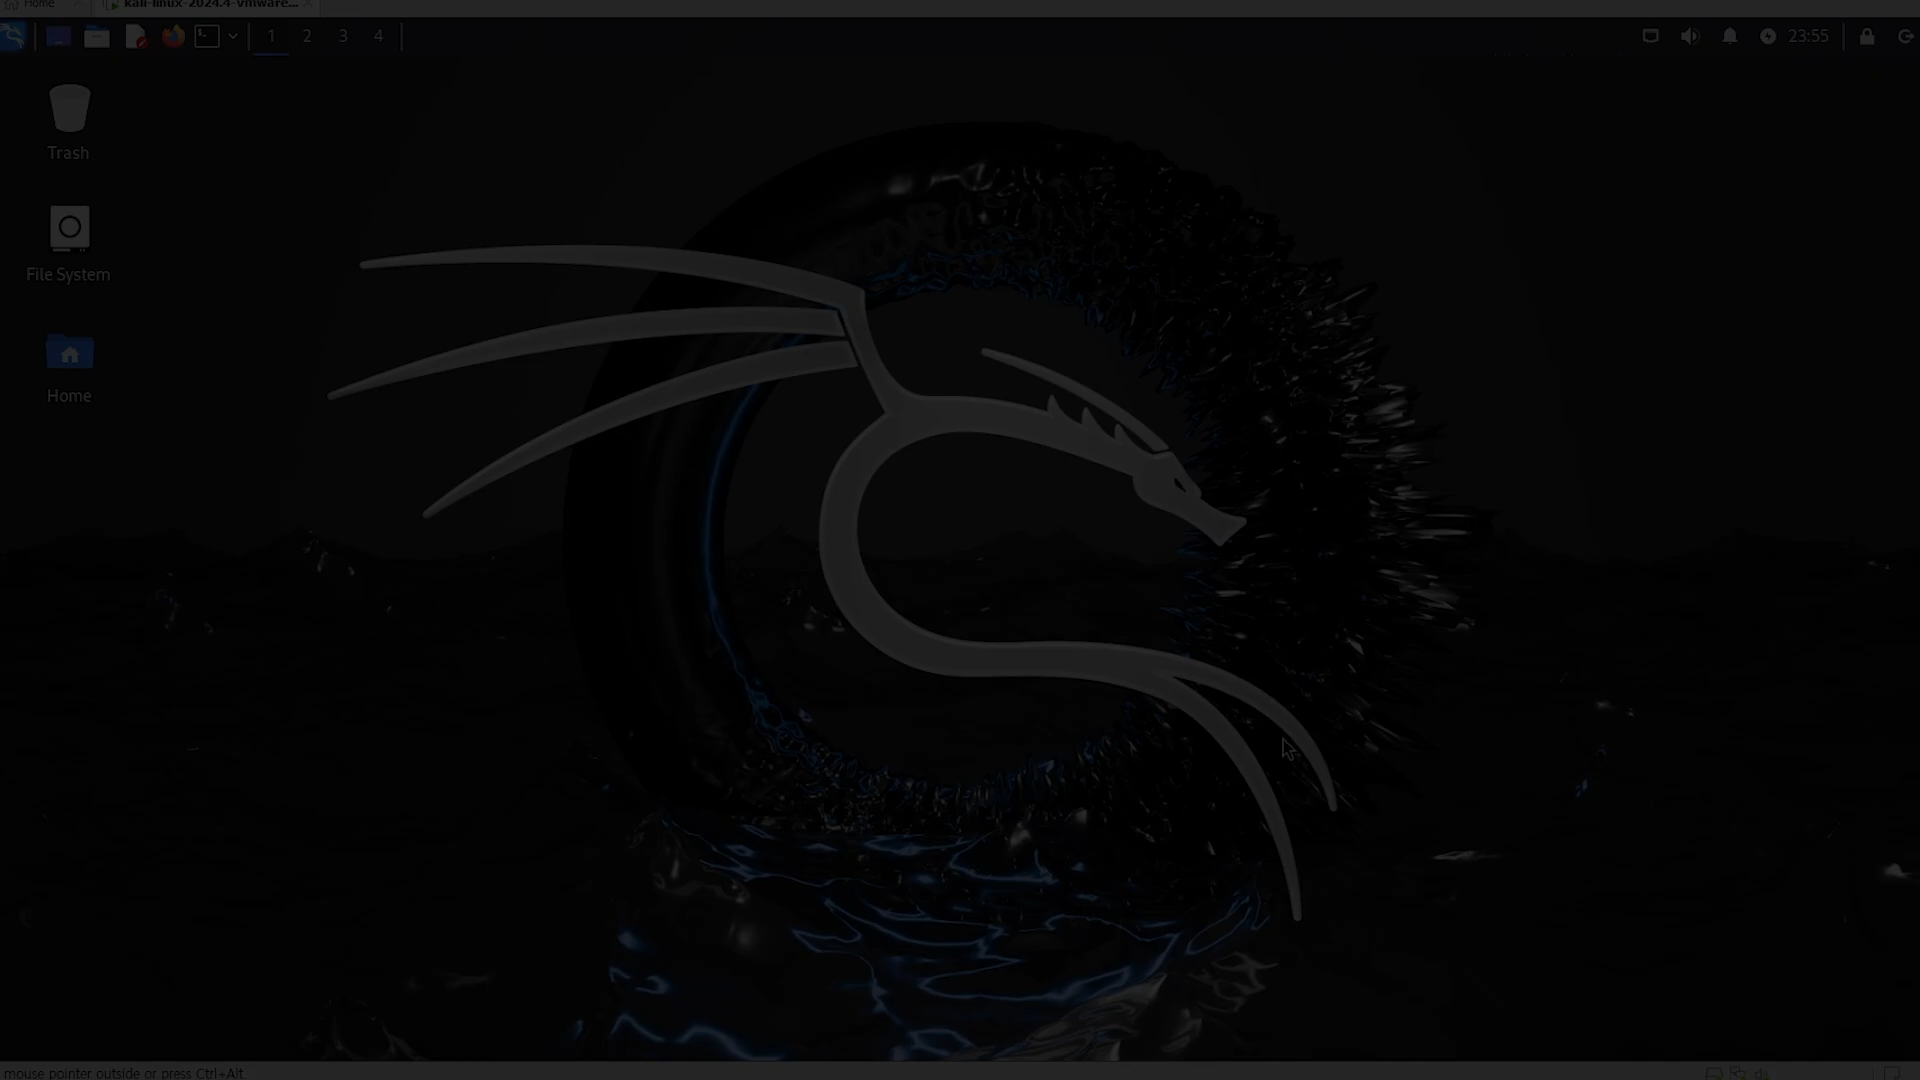 Home
kali-linux-2024.4-vmware...
1 2 3 4
23:55
Trash
File System
Home
mouse pointer outside or press Ctrl+Alt.